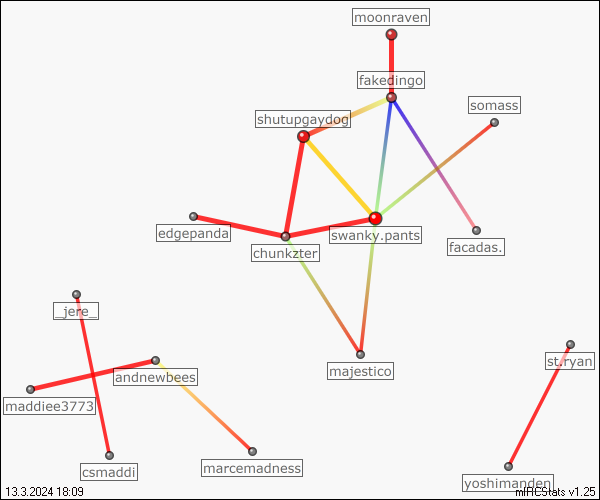 moonraven
fakedingo
somass
shutupgaydog
edgepanda
swanky.pants
facadas.
chunkzter
_jere_
st.ryan
majestico
andnewbees
maddiee3773
csmaddi
marcemadness
yoshimanden
13.3.2024 18:09
mIRCStats v1.25